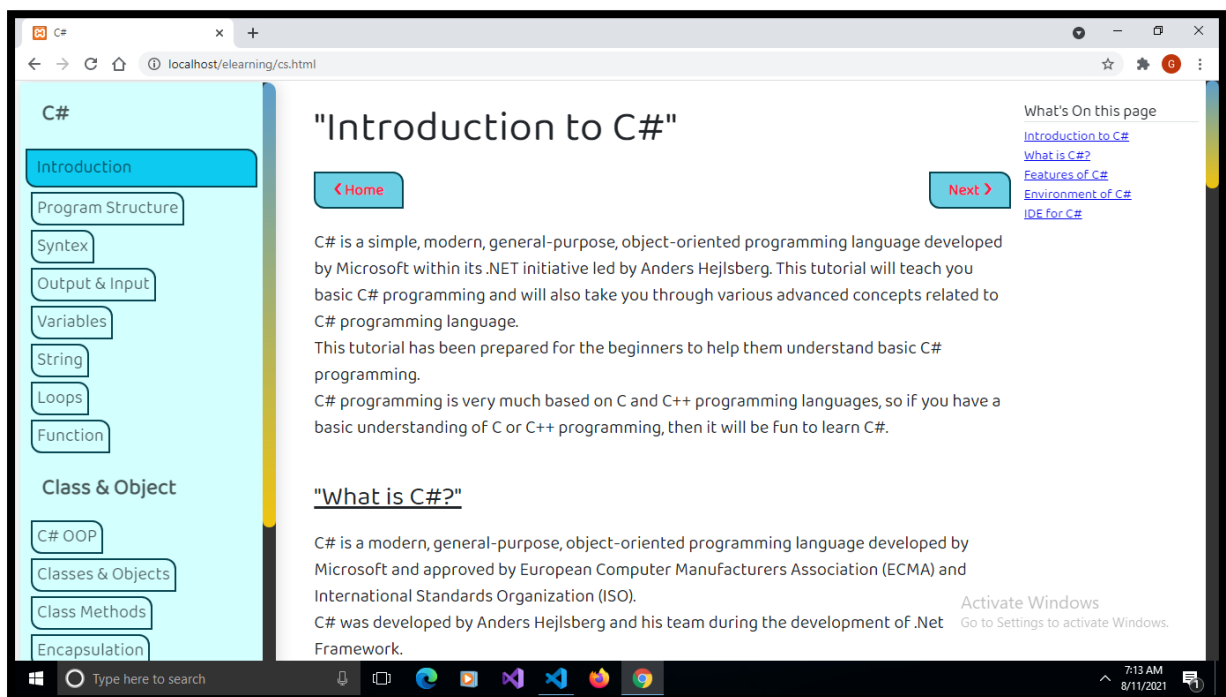 C#
localhost/elearning/cs.html
G
C#
Introduction
Program Structure
Syntex
Output & Input
Variables
String
Loops
Function
Class & Object
C# OOP
Classes & Objects
Class Methods
Encapsulation
"Introduction to C#"
❮Home
Next ❯
C# is a simple, modern, general-purpose, object-oriented programming language developed
by Microsoft within its .NET initiative led by Anders Hejlsberg. This tutorial will teach you
basic C# programming and will also take you through various advanced concepts related to
C# programming language.
This tutorial has been prepared for the beginners to help them understand basic C#
programming.
C# programming is very much based on C and C++ programming languages, so if you have a
basic understanding of C or C++ programming, then it will be fun to learn C#.
"What is C#?"
C# is a modern, general-purpose, object-oriented programming language developed by
Microsoft and approved by European Computer Manufacturers Association (ECMA) and
International Standards Organization (ISO).
C# was developed by Anders Hejlsberg and his team during the development of .Net
Framework.
What's On this page
Introduction to C#
What is C#?
Features of C#
Environment of C#
IDE for C#
Activate Windows
Go to Settings to activate Windows.
Type here to search
7:13 AM
8/11/2021
1